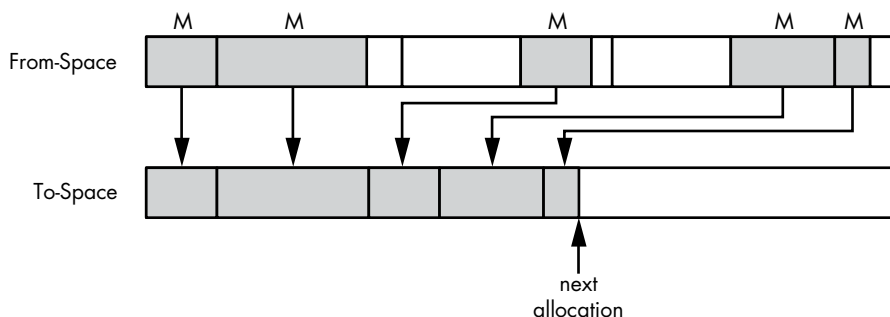 M M M M M
From-Space
To-Space
next
allocation